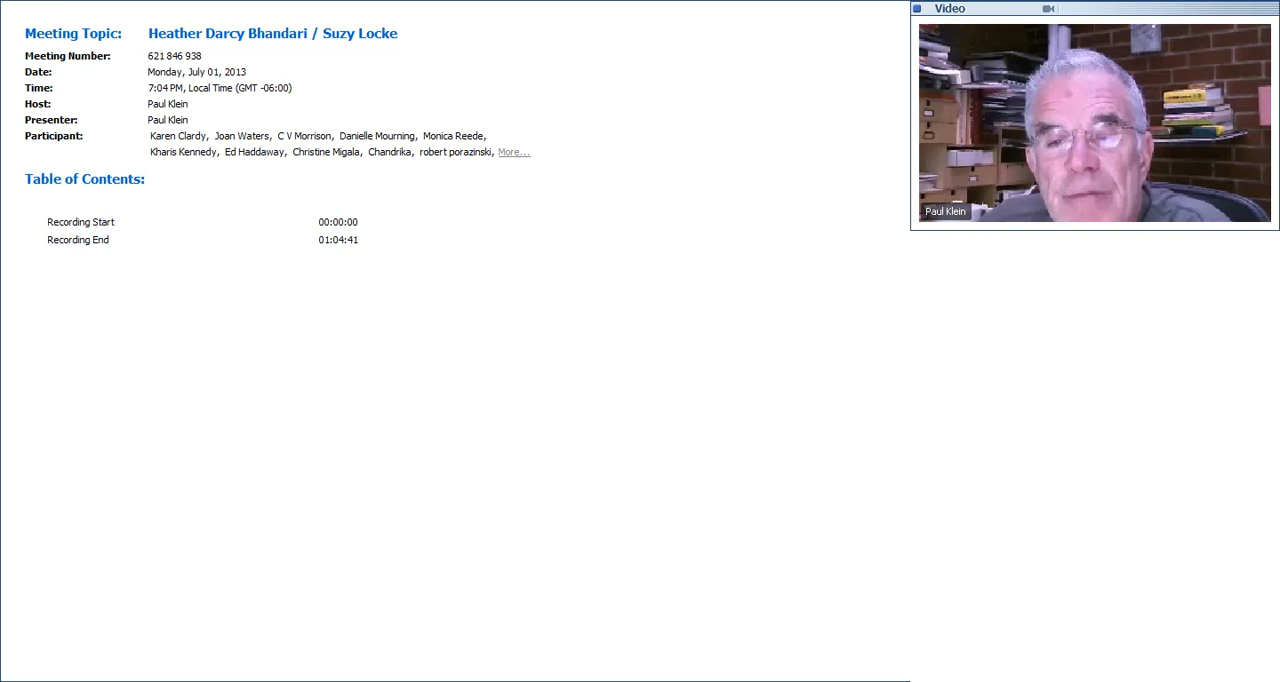 Meeting Topic: Heather Darcy Bhandari / Suzy Locke
Meeting Number: 621 846 938
Date: Monday, July 01, 2013
Time: 7:04 PM, Local Time (GMT -06:00)
Host: Paul Klein
Presenter: Paul Klein
Participant: Karen Clardy, Joan Waters, C V Morrison, Danielle Mourning, Monica Reede,
Kharis Kennedy, Ed Haddaway, Christine Migala, Chandrika, robert porazinski, More...
Table of Contents:
Recording Start 00:00:00
Recording End 01:04:41
Video
Paul Klein